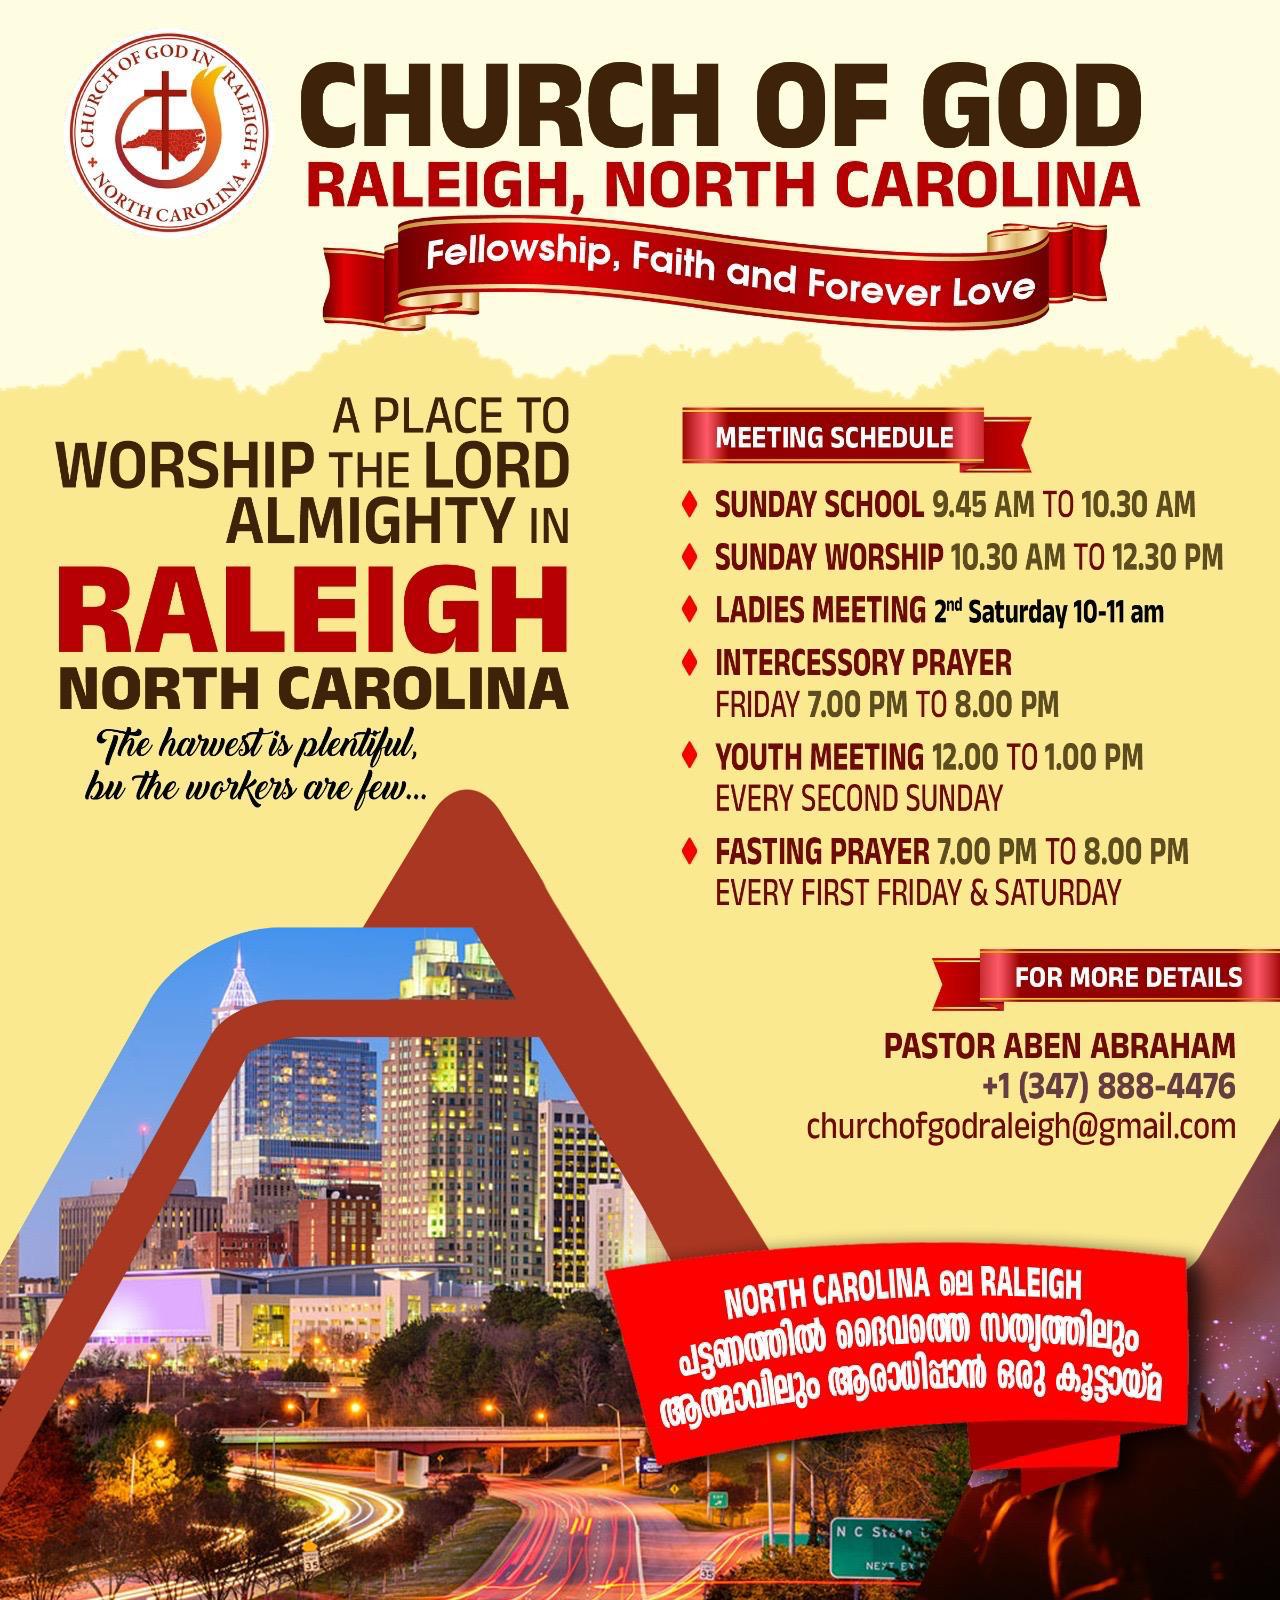 CHURCH OF GOD IN RALEIGH
NORTH CAROLINA
CHURCH OF GOD
RALEIGH, NORTH CAROLINA
Fellowship, Faith and Forever Love
A PLACE TO
WORSHIP THE LORD
ALMIGHTY IN
RALEIGH
NORTH CAROLINA
The harvest is plentiful,
bu the workers are few...
MEETING SCHEDULE
SUNDAY SCHOOL 9.45 AM TO 10.30 AM
SUNDAY WORSHIP 10.30 AM TO 12.30 PM
LADIES MEETING 2nd Saturday 10-11 am
INTERCESSORY PRAYER
FRIDAY 7.00 PM TO 8.00 PM
YOUTH MEETING 12.00 TO 1.00 PM
EVERY SECOND SUNDAY
FASTING PRAYER 7.00 PM TO 8.00 PM
EVERY FIRST FRIDAY & SATURDAY
FOR MORE DETAILS
PASTOR ABEN ABRAHAM
+1 (347) 888-4476
churchofgodraleigh@gmail.com
NORTH CAROLINA ലെ RALEIGH
പട്ടണത്തിൽ ദൈവത്തെ സത്യത്തിലും
ആത്മാവിലും ആരാധിപ്പാൻ ഒരു കൂട്ടായ്മ
N C State
NEXT
35
35